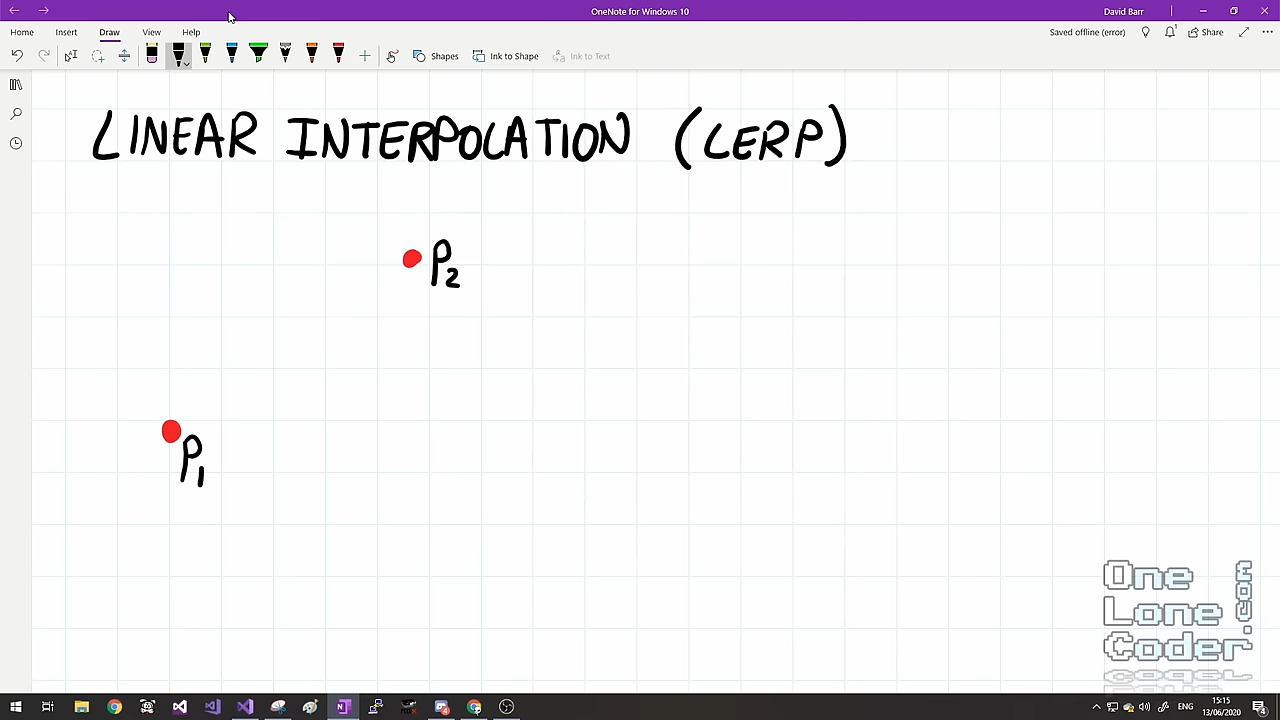 OneNote for Windows 10
David Barr
Home Insert Draw View Help
Saved offline (error)
Share
Shapes
Ink to Shape
Ink to Text
LINEAR INTERPOLATION (LERP)
P2
P1
One
Lone
Coder
.com
15:15
ENG
13/06/2020